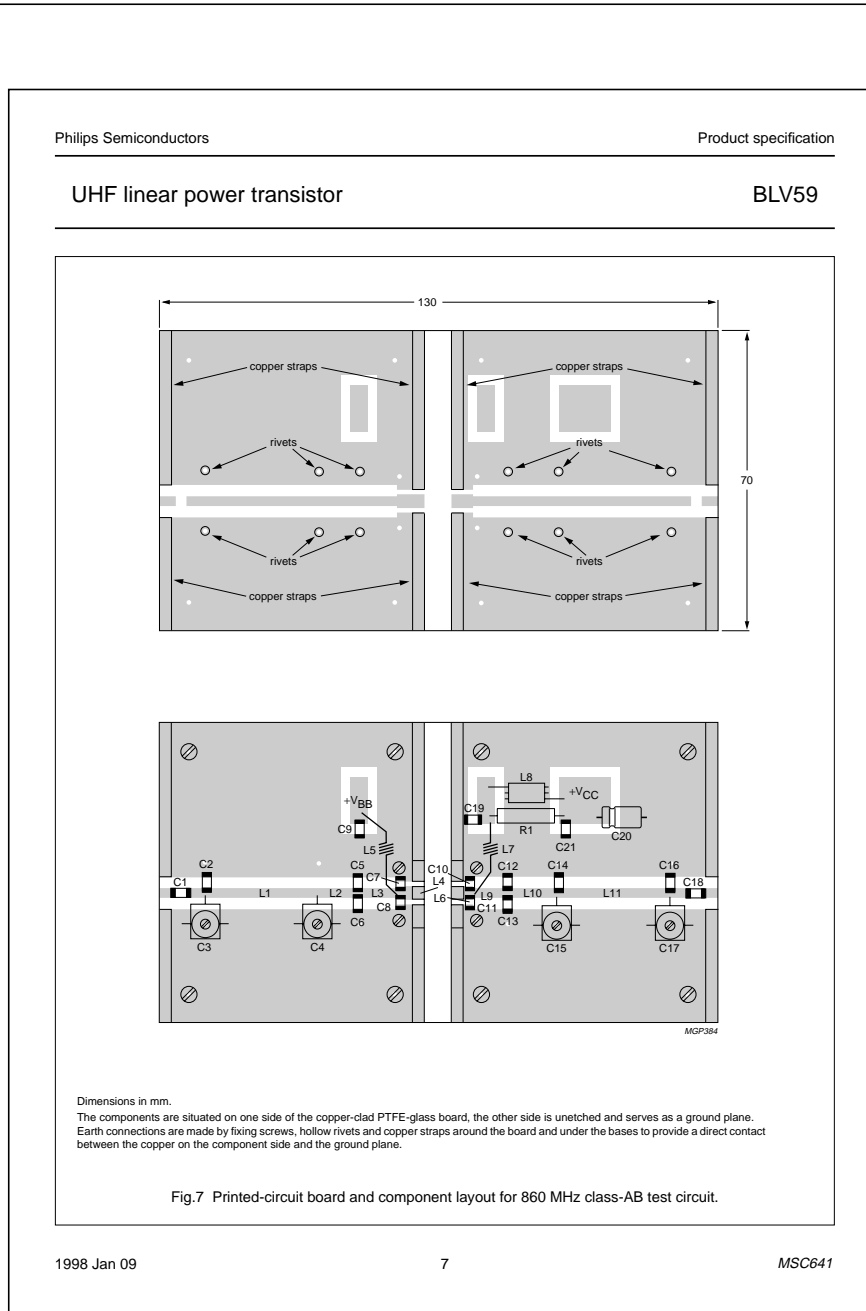 Philips Semiconductors Product specification
UHF linear power transistor BLV59
130
copper straps copper straps
rivets rivets
70
rivets rivets
copper straps copper straps
L8
+VBB +VCC
C19
C9 R1 C20
C21
L5 L7
C2 C5 C10 C12 C14 C16
C1 C7 L4 C18
L1 L2 L3 L6 L9 L10 L11
C8 C11
C6 C13
C3 C4 C15 C17
MGP384
Dimensions in mm.
The components are situated on one side of the copper-clad PTFE-glass board, the other side is unetched and serves as a ground plane.
Earth connections are made by fixing screws, hollow rivets and copper straps around the board and under the bases to provide a direct contact
between the copper on the component side and the ground plane.
Fig.7 Printed-circuit board and component layout for 860 MHz class-AB test circuit.
1998 Jan 09 7 MSC641